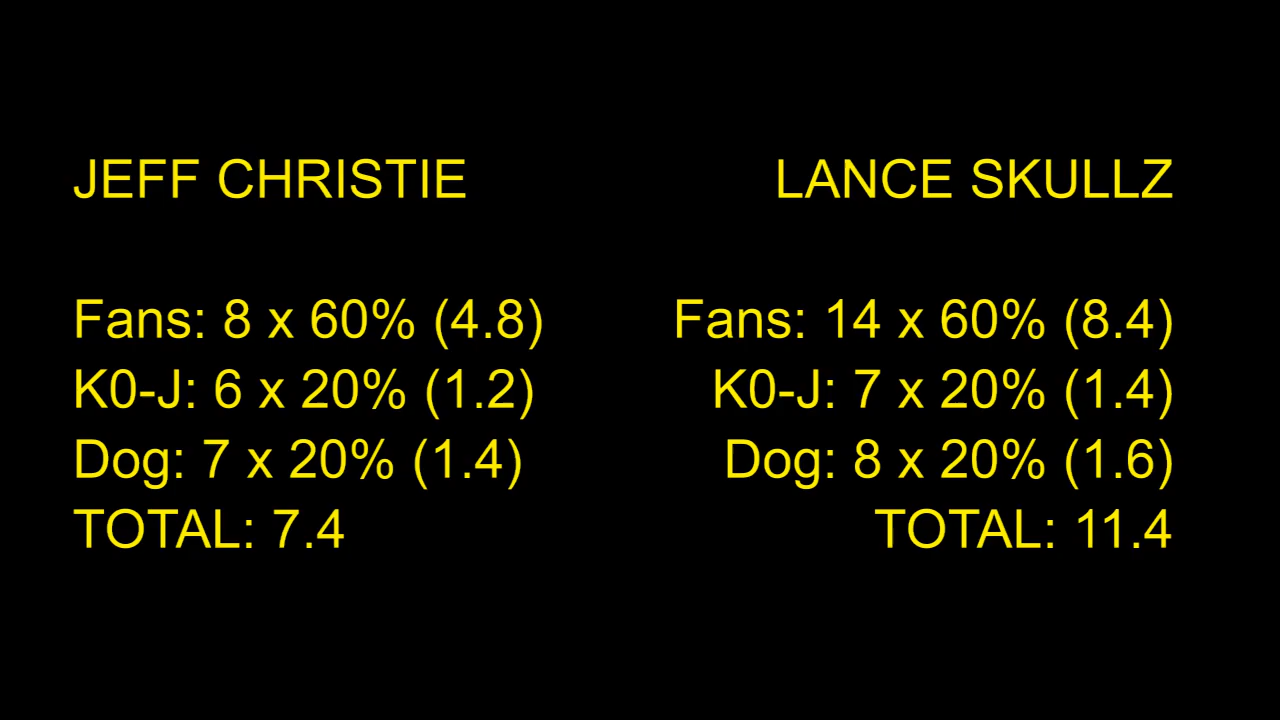 JEFF CHRISTIE
Fans: 8 x 60% (4.8)
K0-J: 6 x 20% (1.2)
Dog: 7 x 20% (1.4)
TOTAL: 7.4
LANCE SKULLZ
Fans: 14 x 60% (8.4)
K0-J: 7 x 20% (1.4)
Dog: 8 x 20% (1.6)
TOTAL: 11.4